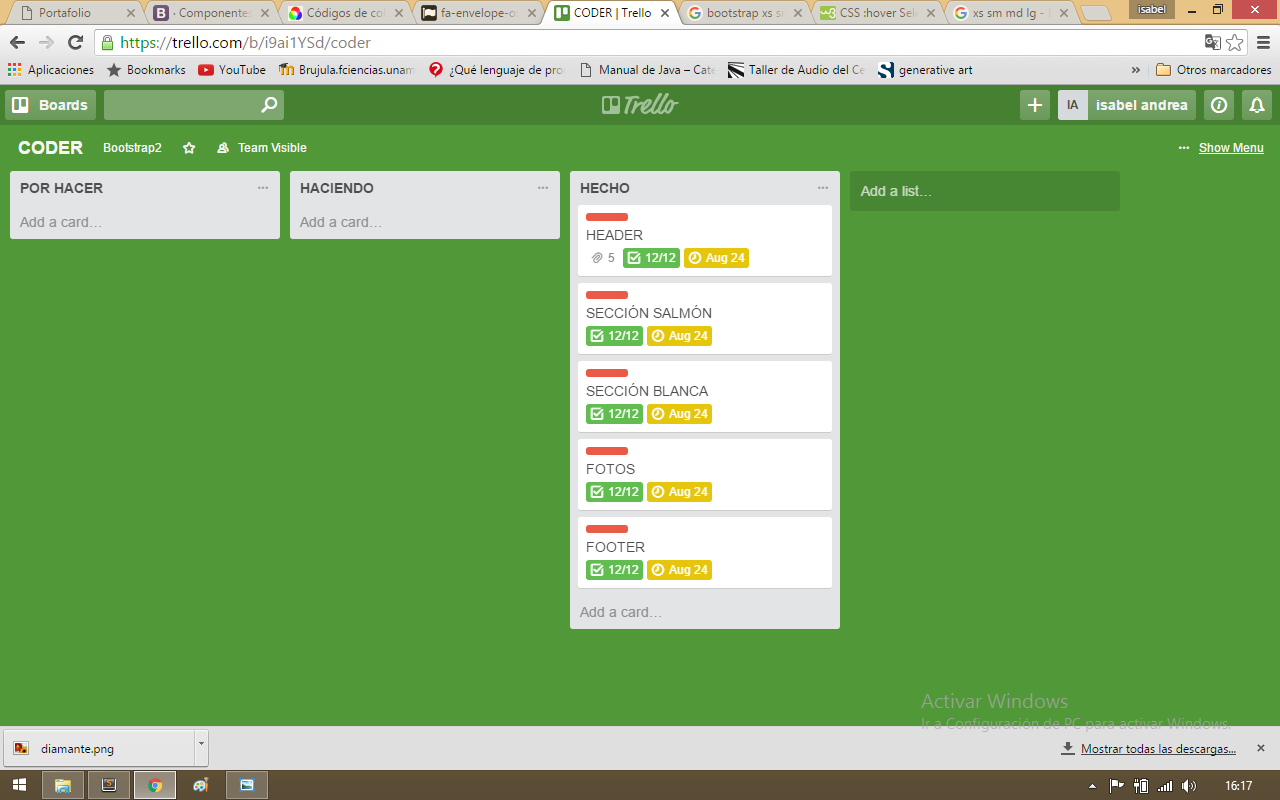 Portafolio
· Componentes
Códigos de col
fa-envelope-o:
CODER | Trello
bootstrap xs s
CSS :hover Sel
xs sm md lg -
isabel
https://trello.com/b/i9ai1YSd/coder
Aplicaciones
Bookmarks
YouTube
Brujula.fciencias.unam
¿Qué lenguaje de pro
Manual de Java – Cate
Taller de Audio del Ce
generative art
»
Otros marcadores
Boards
Trello
IA
isabel andrea
CODER
Bootstrap2
Team Visible
Show Menu
POR HACER
Add a card…
HACIENDO
Add a card…
HECHO
HEADER
5
12/12
Aug 24
SECCIÓN SALMÓN
12/12
Aug 24
SECCIÓN BLANCA
12/12
Aug 24
FOTOS
12/12
Aug 24
FOOTER
12/12
Aug 24
Add a card…
Add a list…
Activar Windows
Ir a Configuración de PC para activar Windows.
diamante.png
Mostrar todas las descargas...
16:17